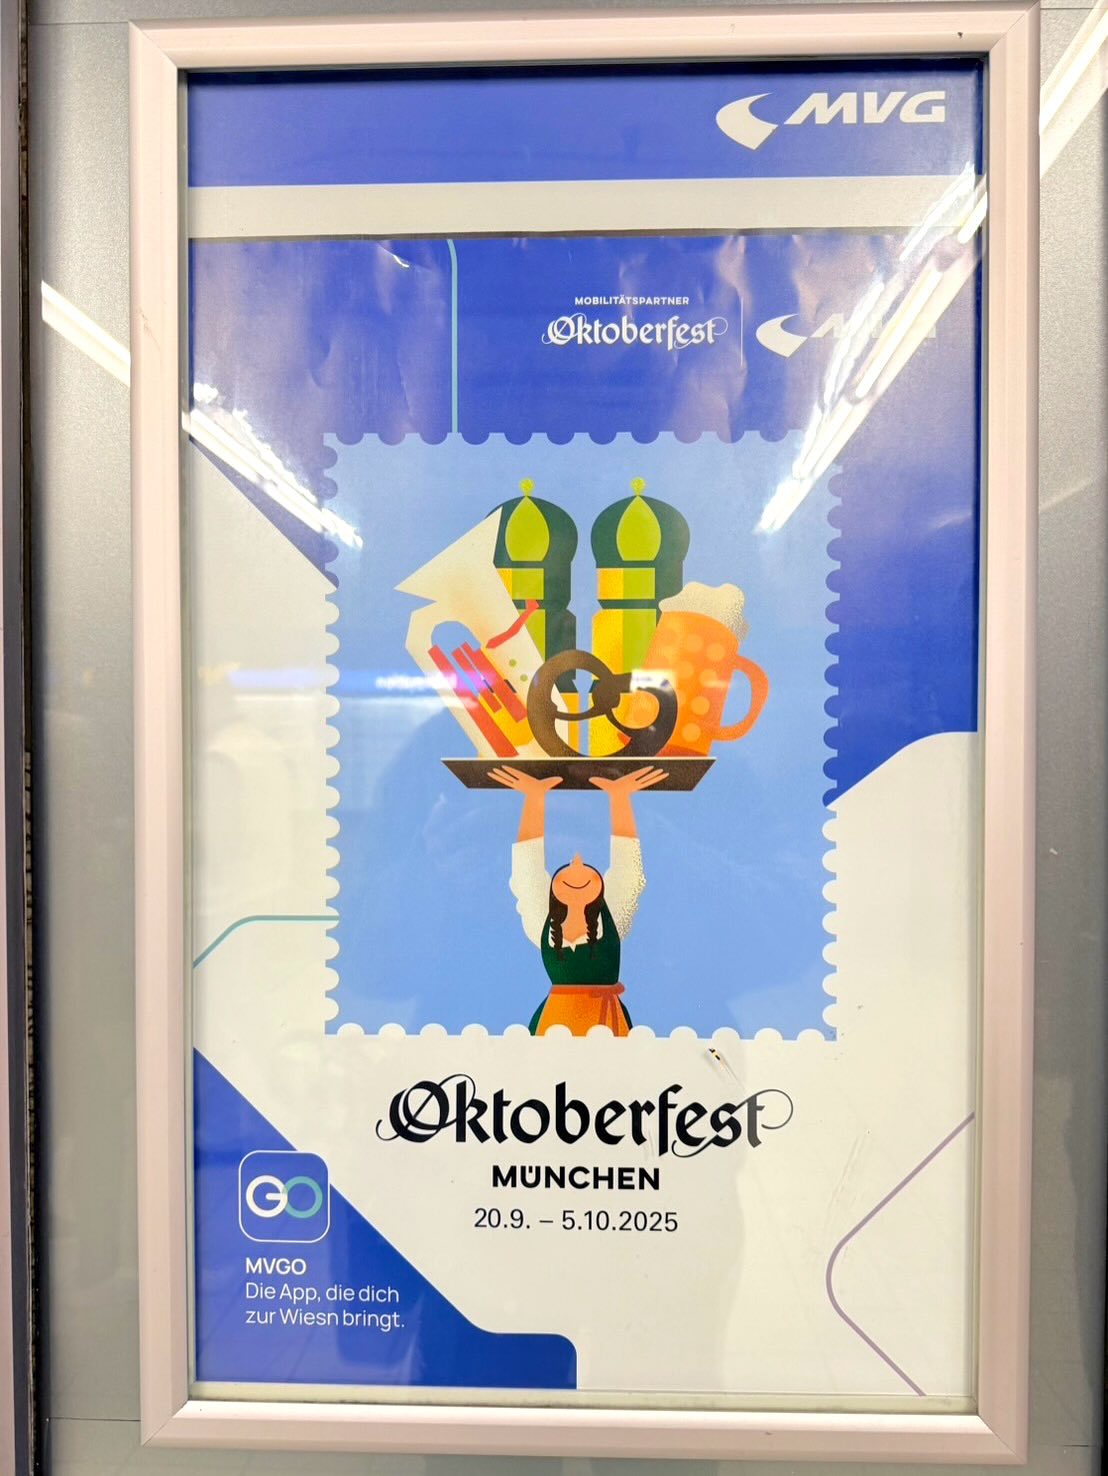 MVG
MOBILITÄTSPARTNER
Oktoberfest
Oktoberfest
MÜNCHEN
20.9. – 5.10.2025
GO
MVGO
Die App, die dich
zur Wiesn bringt.